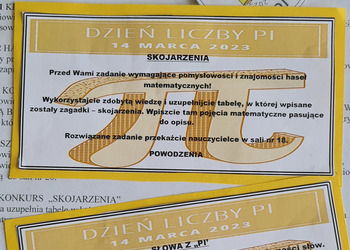 DZIEŃ LICZBY PI
14 MARCA 2023
SKOJARZENIA
Przed Wami zadanie wymagające pomysłowości i znajomości haseł
matematycznych!
Wykorzystajcie zdobytą wiedzę i uzupełnijcie tabelę, w której wpisane
zostały zagadki – skojarzenia. Wpiszcie tam pojęcia matematyczne pasujące
do opisu.
Rozwiązane zadanie przekażcie nauczycielce w sali nr 18.
POWODZENIA
KONKURS „SKOJARZENIA”
a uzupełnia tabelę
DZIEŃ LICZBY PI
14 MARCA 2023
SŁOWA Z „PI”
słów.